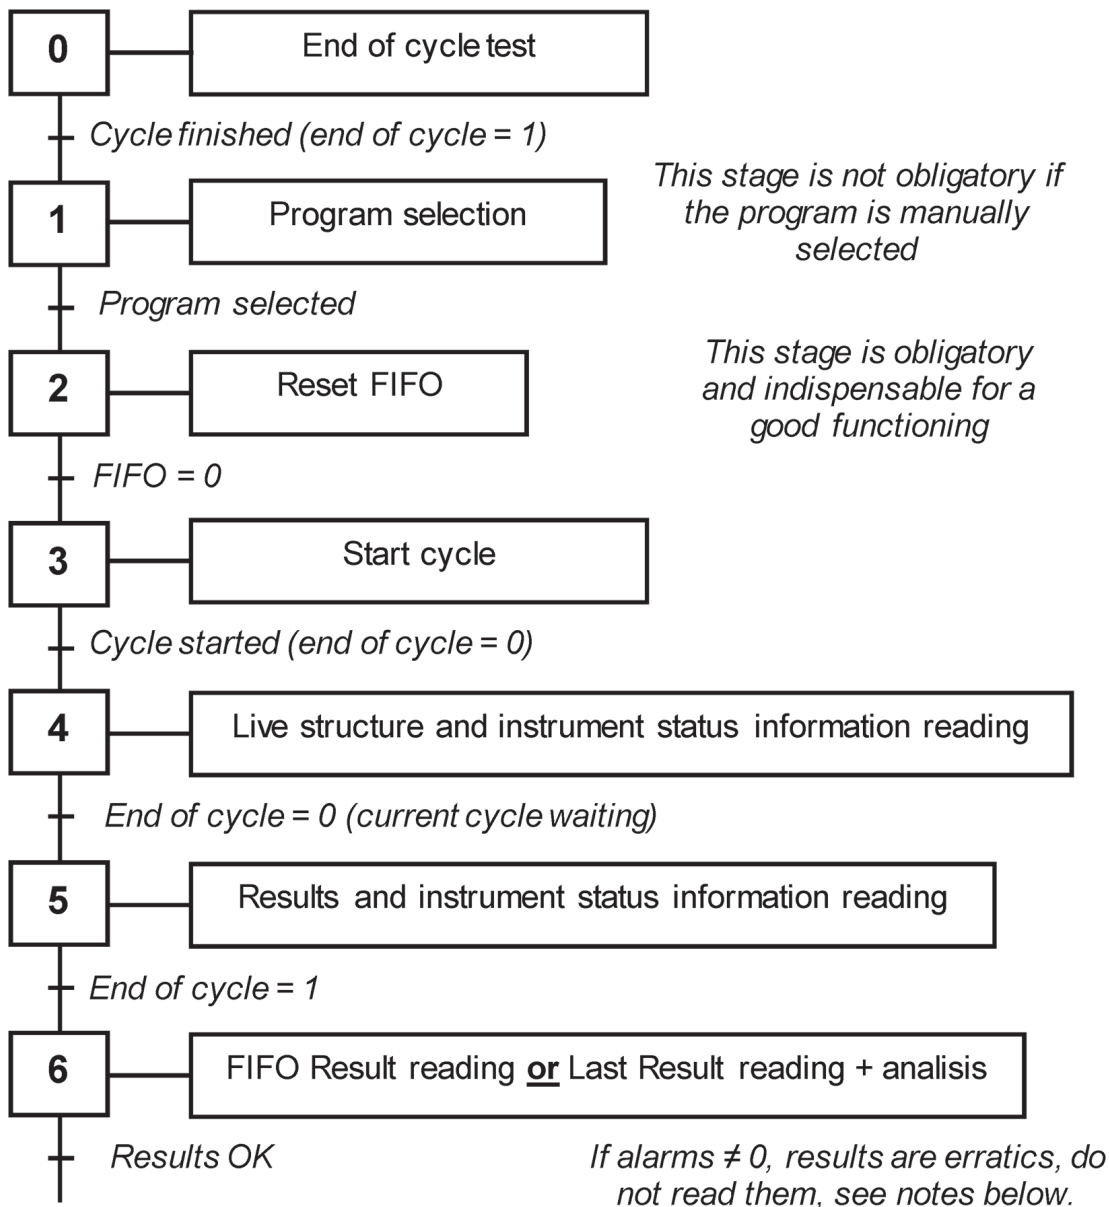 0
End of cycle test
Cycle finished (end of cycle = 1)
1
Program selection
This stage is not obligatory if
the program is manually
selected
Program selected
2
Reset FIFO
This stage is obligatory
and indispensable for a
good functioning
FIFO = 0
3
Start cycle
Cycle started (end of cycle = 0)
4
Live structure and instrument status information reading
End of cycle = 0 (current cycle waiting)
5
Results and instrument status information reading
End of cycle = 1
6
FIFO Result reading or Last Result reading + analisis
Results OK
If alarms ≠ 0, results are erratics, do
not read them, see notes below.